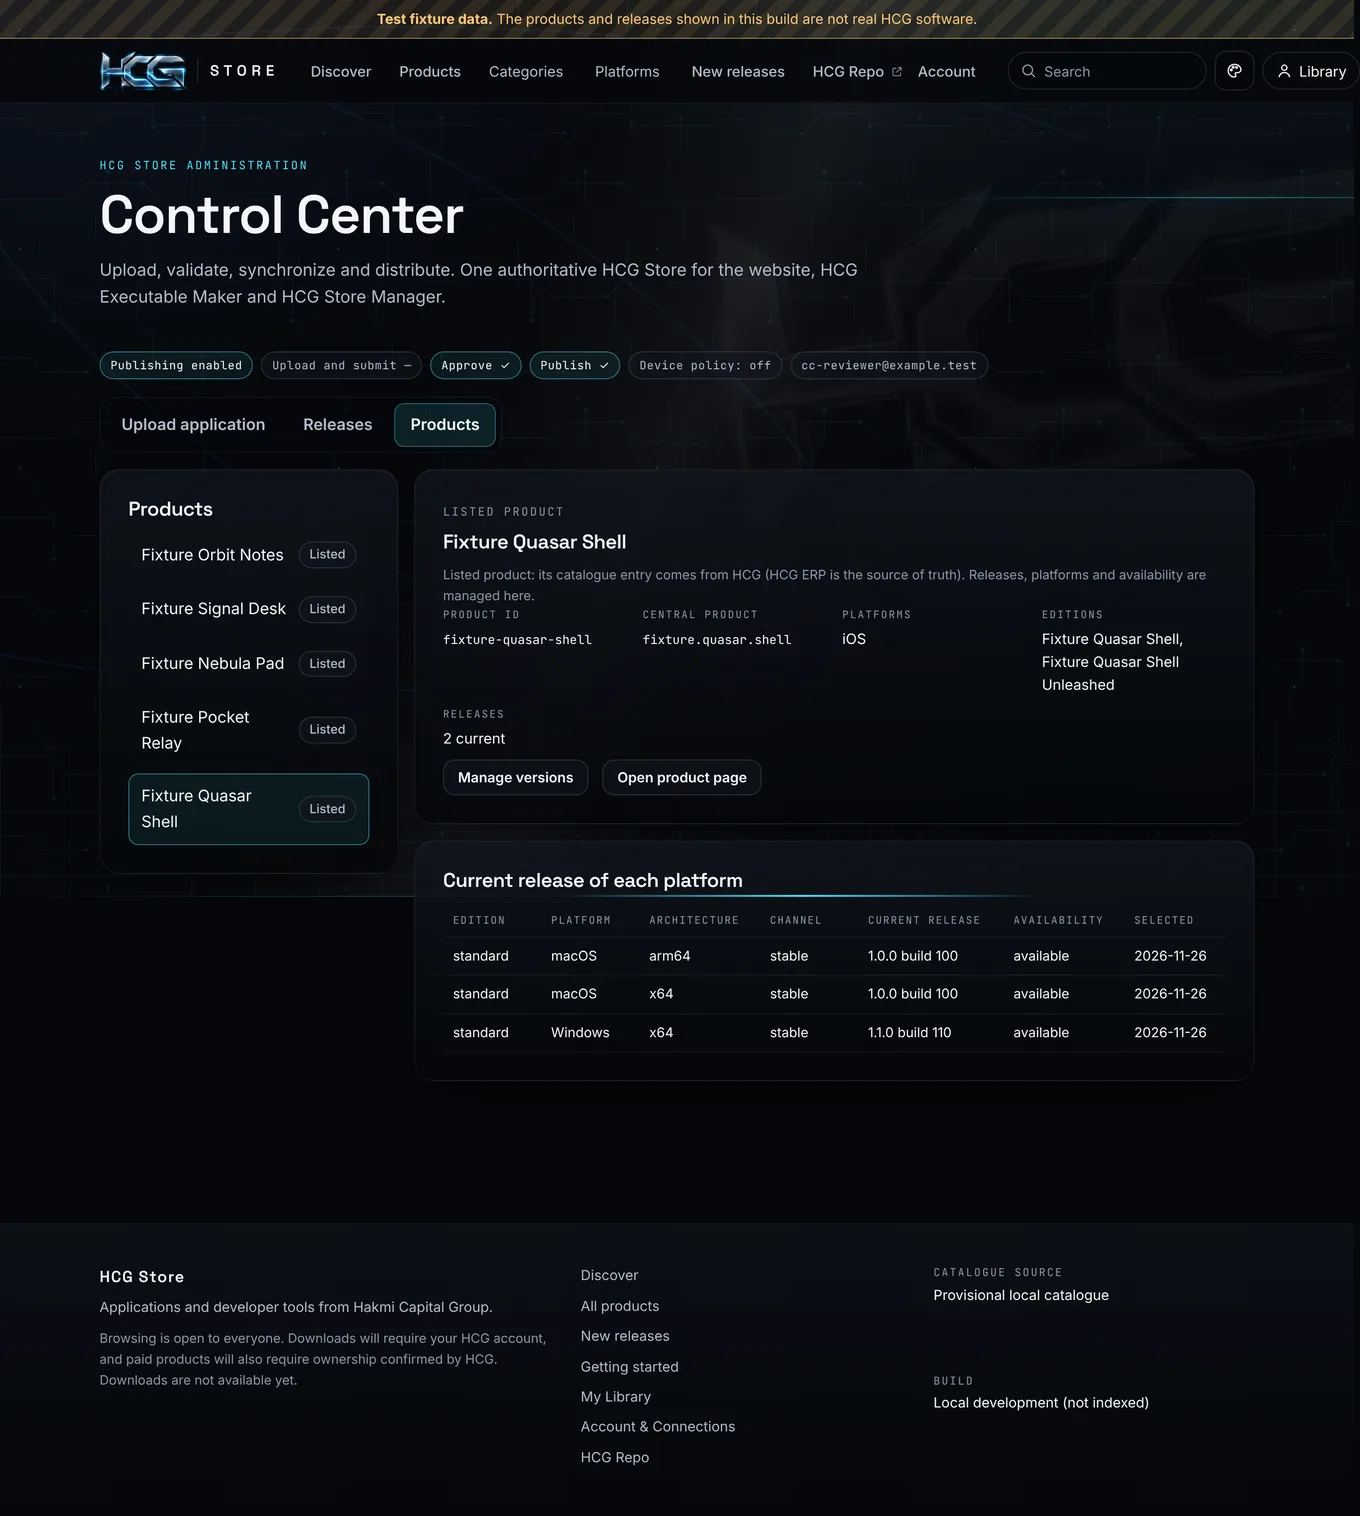 Test fixture data. The products and releases shown in this build are not real HCG software.
HCG STORE Discover Products Categories Platforms New releases HCG Repo Account Search Library
HCG STORE ADMINISTRATION
Control Center
Upload, validate, synchronize and distribute. One authoritative HCG Store for the website, HCG
Executable Maker and HCG Store Manager.
Publishing enabled Upload and submit – Approve ✓ Publish ✓ Device policy: off cc-reviewer@example.test
Upload application Releases Products
Products
Fixture Orbit Notes Listed
Fixture Signal Desk Listed
Fixture Nebula Pad Listed
Fixture Pocket
Relay
Listed
Fixture Quasar
Shell
Listed
LISTED PRODUCT
Fixture Quasar Shell
Listed product: its catalogue entry comes from HCG (HCG ERP is the source of truth). Releases, platforms and availability are
managed here.
PRODUCT ID
fixture-quasar-shell
CENTRAL PRODUCT
fixture.quasar.shell
PLATFORMS
iOS
EDITIONS
Fixture Quasar Shell,
Fixture Quasar Shell
Unleashed
RELEASES
2 current
Manage versions Open product page
Current release of each platform
EDITION PLATFORM ARCHITECTURE CHANNEL CURRENT RELEASE AVAILABILITY SELECTED
standard macOS arm64 stable 1.0.0 build 100 available 2026-11-26
standard macOS x64 stable 1.0.0 build 100 available 2026-11-26
standard Windows x64 stable 1.1.0 build 110 available 2026-11-26
HCG Store
Applications and developer tools from Hakmi Capital Group.
Browsing is open to everyone. Downloads will require your HCG account,
and paid products will also require ownership confirmed by HCG.
Downloads are not available yet.
Discover
All products
New releases
Getting started
My Library
Account & Connections
HCG Repo
CATALOGUE SOURCE
Provisional local catalogue
BUILD
Local development (not indexed)